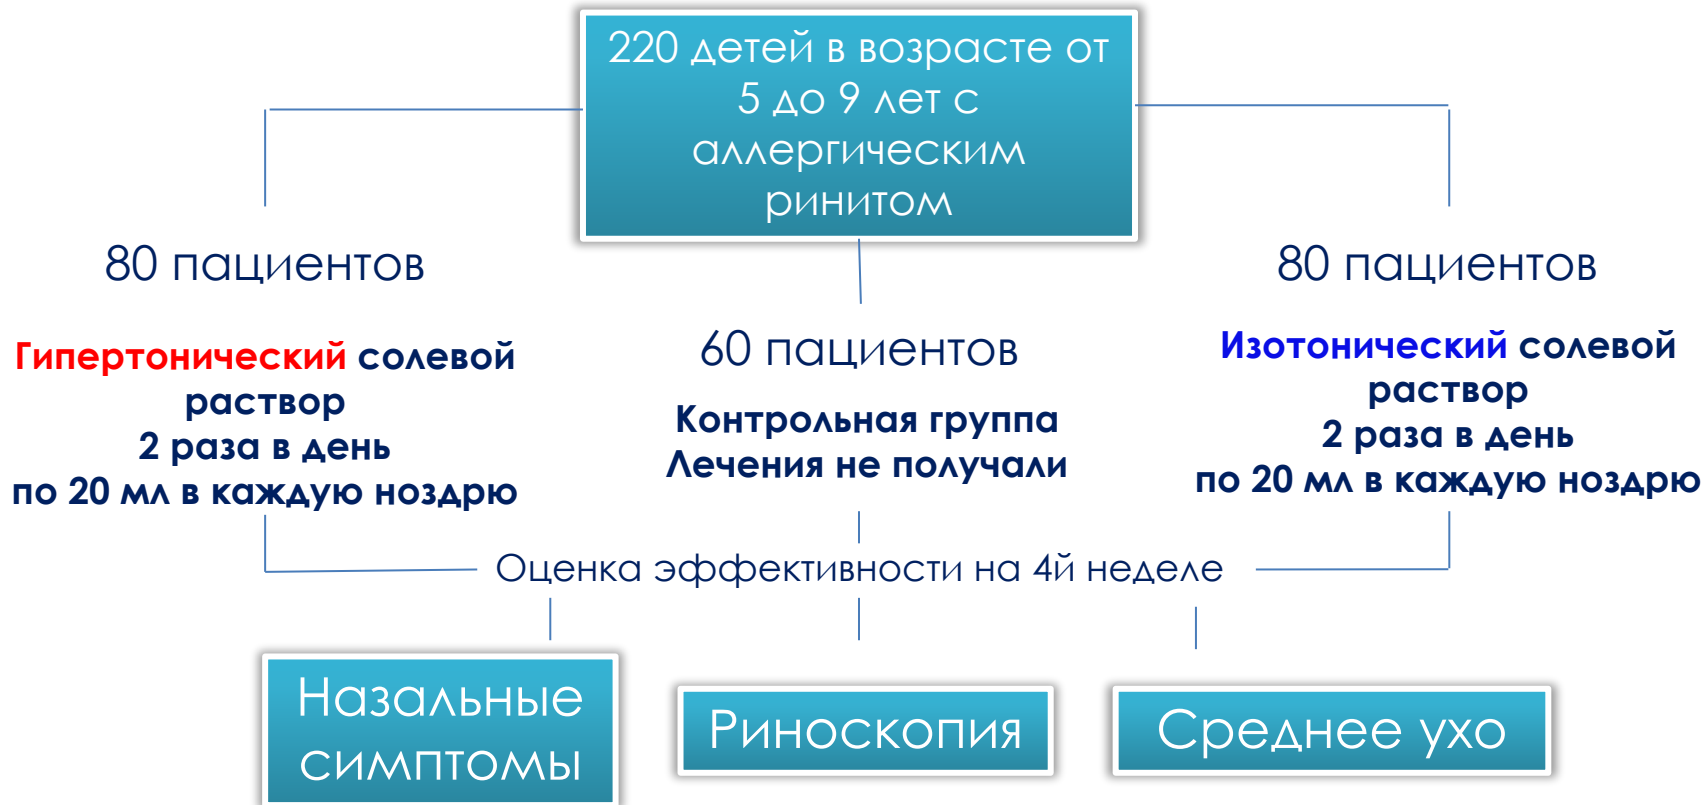 220 детей в возрасте от
5 до 9 лет с
аллергическим
ринитом
80 пациентов
Гипертонический солевой
раствор
2 раза в день
по 20 мл в каждую ноздрю
60 пациентов
Контрольная группа
Лечения не получали
80 пациентов
Изотонический солевой
раствор
2 раза в день
по 20 мл в каждую ноздрю
Оценка эффективности на 4й неделе
Назальные
симптомы
Риноскопия
Среднее ухо